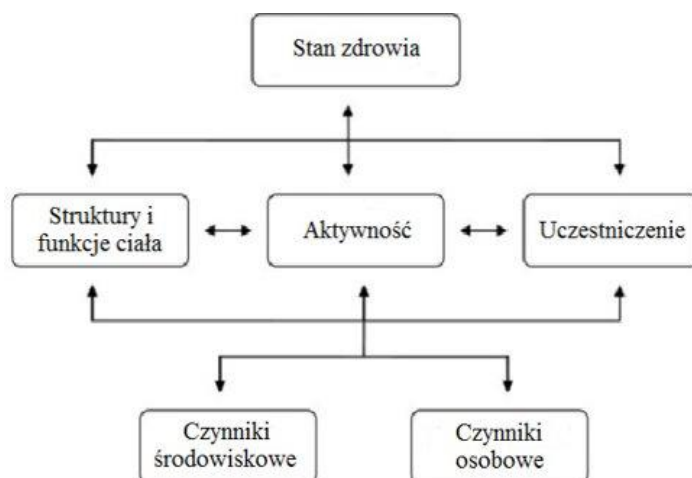 Stan zdrowia
Struktury i
funkcje ciała
Aktywność
Uczestniczenie
Czynniki
środowiskowe
Czynniki
osobowe